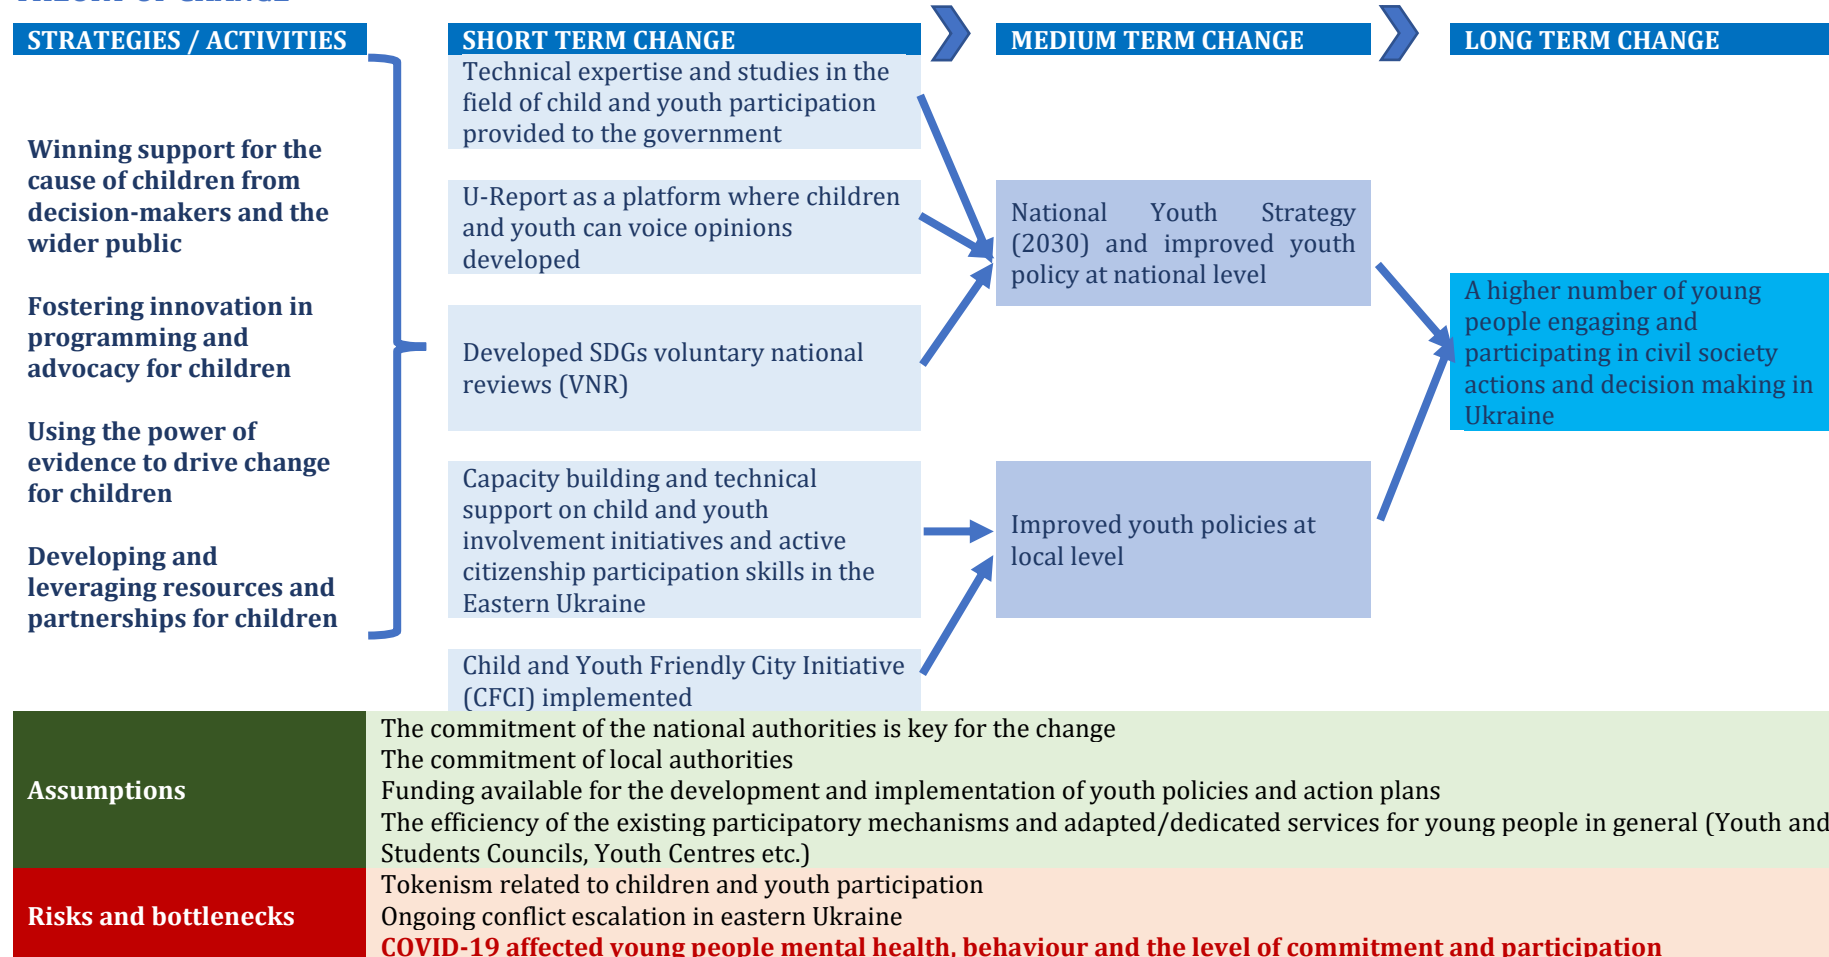 THEORY OF CHANGE
STRATEGIES / ACTIVITIES
SHORT TERM CHANGE
MEDIUM TERM CHANGE
LONG TERM CHANGE
Winning support for the
cause of children from
decision-makers and the
wider public
Fostering innovation in
programming and
advocacy for children
Using the power of
evidence to drive change
for children
Developing and
leveraging resources and
partnerships for children
Technical expertise and studies in the
field of child and youth participation
provided to the government
U-Report as a platform where children
and youth can voice opinions
developed
Developed SDGs voluntary national
reviews (VNR)
Capacity building and technical
support on child and youth
involvement initiatives and active
citizenship participation skills in the
Eastern Ukraine
Child and Youth Friendly City Initiative
(CFCI) implemented
National Youth Strategy
(2030) and improved youth
policy at national level
Improved youth policies at
local level
A higher number of young
people engaging and
participating in civil society
actions and decision making in
Ukraine
Assumptions
The commitment of the national authorities is key for the change
The commitment of local authorities
Funding available for the development and implementation of youth policies and action plans
The efficiency of the existing participatory mechanisms and adapted/dedicated services for young people in general (Youth and
Students Councils, Youth Centres etc.)
Risks and bottlenecks
Tokenism related to children and youth participation
Ongoing conflict escalation in eastern Ukraine
COVID-19 affected young people mental health, behaviour and the level of commitment and participation